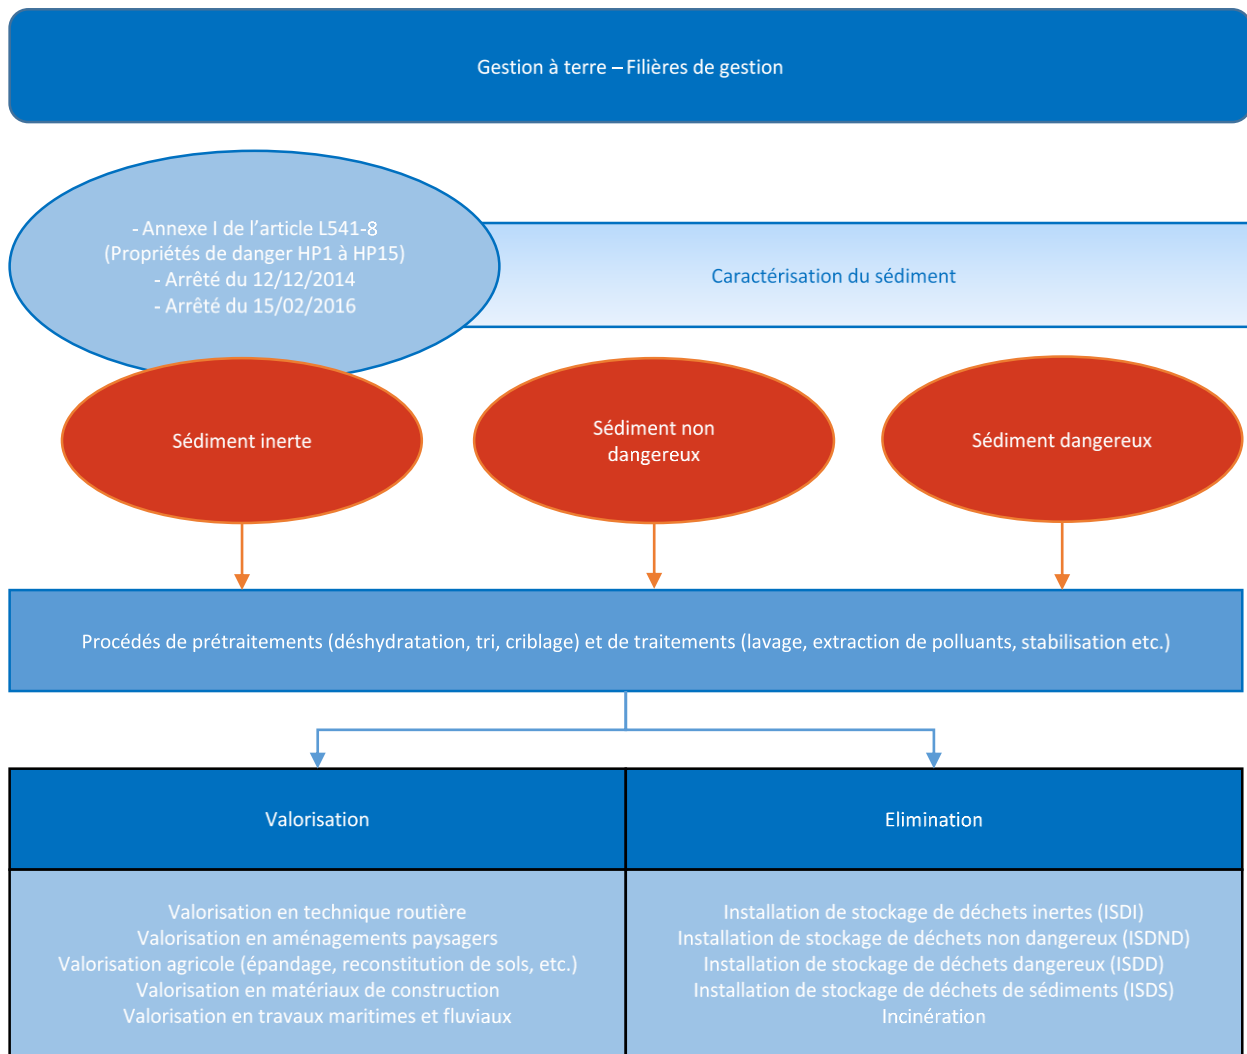 Gestion à terre – Filières de gestion
- Annexe I de l'article L541-8
(Propriétés de danger HP1 à HP15)
- Arrêté du 12/12/2014
- Arrêté du 15/02/2016
Caractérisation du sédiment
Sédiment inerte
Sédiment non
dangereux
Sédiment dangereux
Procédés de prétraitements (déshydratation, tri, criblage) et de traitements (lavage, extraction de polluants, stabilisation etc.)
Valorisation
Elimination
Valorisation en technique routière
Valorisation en aménagements paysagers
Valorisation agricole (épandage, reconstitution de sols, etc.)
Valorisation en matériaux de construction
Valorisation en travaux maritimes et fluviaux
Installation de stockage de déchets inertes (ISDI)
Installation de stockage de déchets non dangereux (ISDND)
Installation de stockage de déchets dangereux (ISDD)
Installation de stockage de déchets de sédiments (ISDS)
Incinération